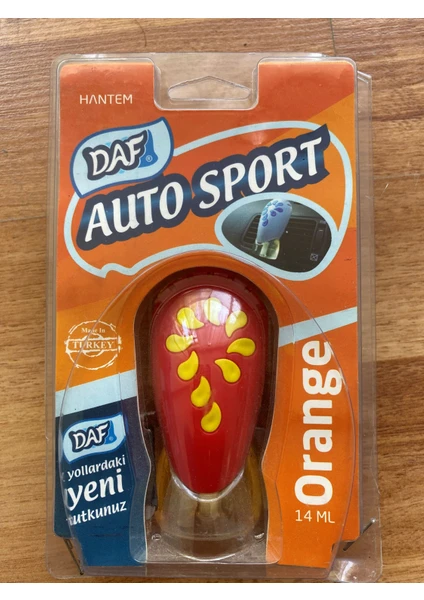 HANTEM
DAF®
AUTO SPORT
Made In
TURKEY
DAF®
yollardaki
yeni
Orange
14 ML